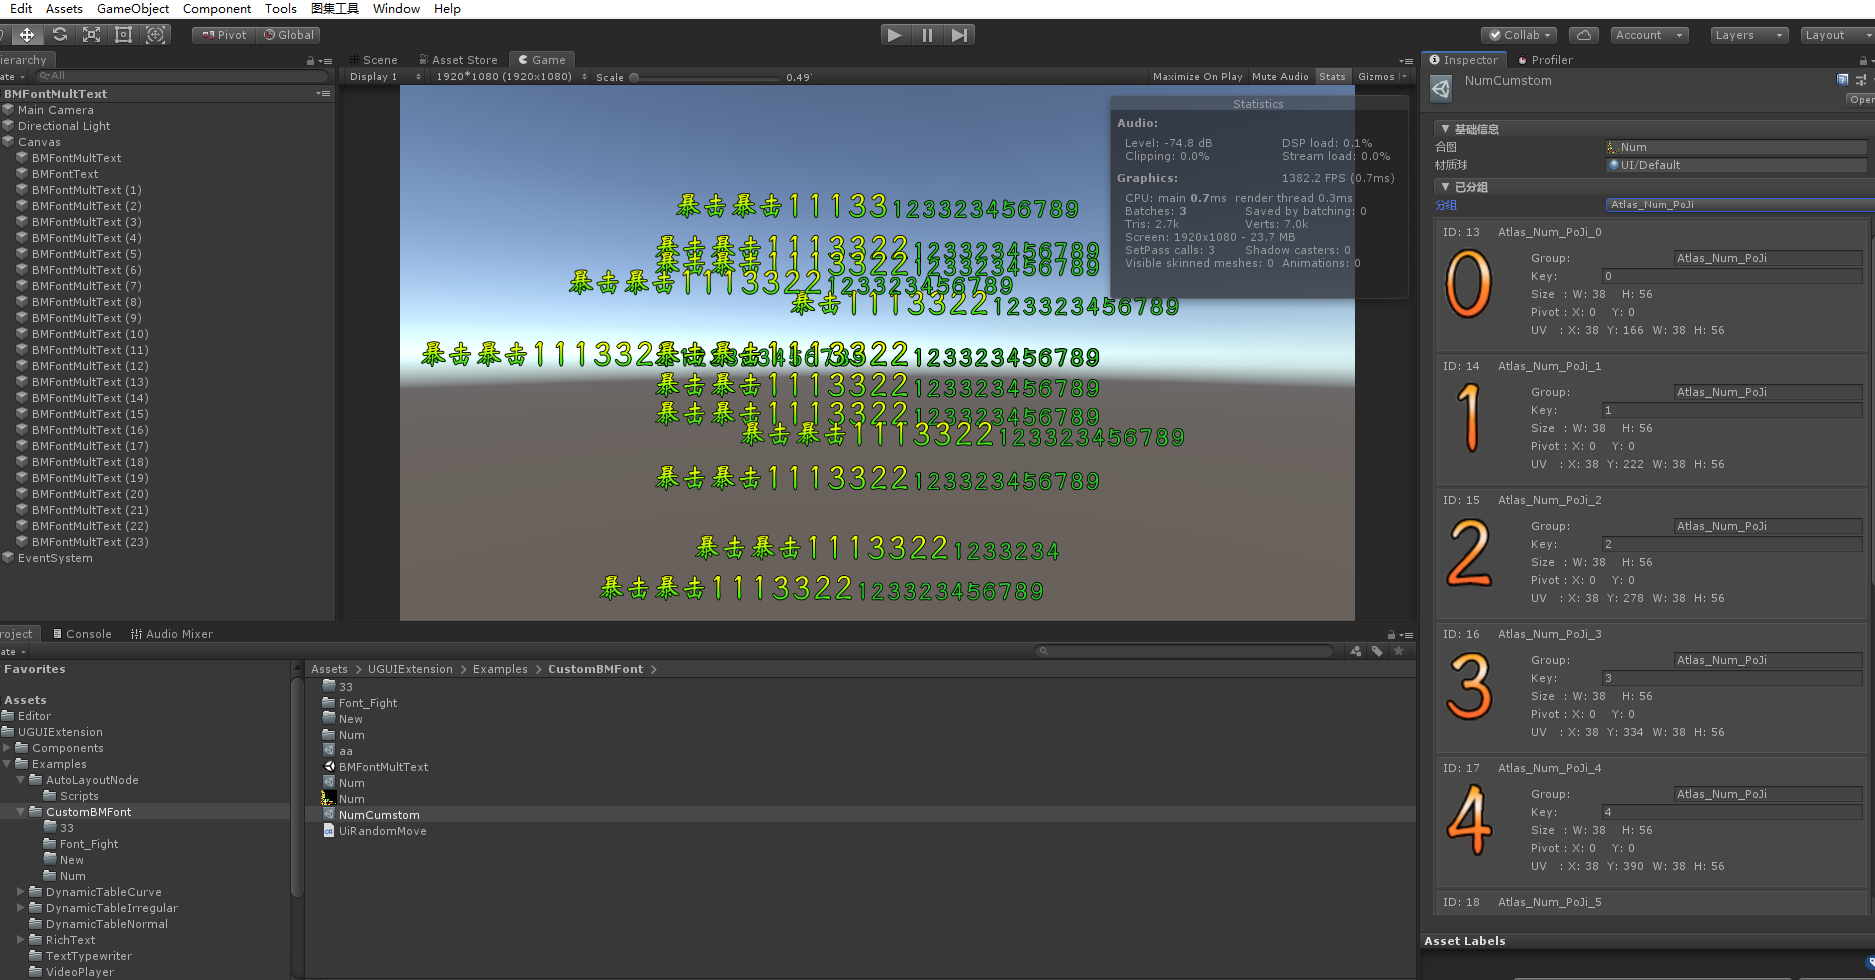 Edit Assets GameObject Component Tools 图集工具 Window Help
Pivot Global
Collab Account Layers Layout
Scene Asset Store Game
Display 1 1920*1080 (1920x1080) Scale 0.49 Maximize On Play Mute Audio Stats Gizmos
All
BMFontMultText
Main Camera
Directional Light
Canvas
BMFontMultText
BMFontText
BMFontMultText (1)
BMFontMultText (2)
BMFontMultText (3)
BMFontMultText (4)
BMFontMultText (5)
BMFontMultText (6)
BMFontMultText (7)
BMFontMultText (8)
BMFontMultText (9)
BMFontMultText (10)
BMFontMultText (11)
BMFontMultText (12)
BMFontMultText (13)
BMFontMultText (14)
BMFontMultText (15)
BMFontMultText (16)
BMFontMultText (17)
BMFontMultText (18)
BMFontMultText (19)
BMFontMultText (20)
BMFontMultText (21)
BMFontMultText (22)
BMFontMultText (23)
EventSystem
Statistics
Audio:
Level: -74.8 dB DSP load: 0.1%
Clipping: 0.0% Stream load: 0.0%
Graphics: 1382.2 FPS (0.7ms)
CPU: main 0.7ms render thread 0.3ms
Batches: 3 Saved by batching: 0
Tris: 2.7k Verts: 7.0k
Screen: 1920x1080 - 23.7 MB
SetPass calls: 3 Shadow casters: 0
Visible skinned meshes: 0 Animations: 0
暴击暴击11133123323456789
暴击暴击1113322123323456789
暴击暴击1113322123323456789
暴击暴击1113322123323456789
暴击1113322123323456789
暴击暴击111332
暴击暴击1113322123323456789
暴击暴击1113322123323456789
暴击暴击1113322123323456789
暴击暴击1113322123323456789
暴击暴击1113322123323456789
暴击暴击11133221233234
暴击暴击1113322123323456789
Inspector Profiler
NumCumstom
Open
基础信息
合图 Num
材质球 UI/Default
已分组
分组 Atlas_Num_PoJi
ID: 13 Atlas_Num_PoJi_0
0
Group: Atlas_Num_PoJi
Key: 0
Size : W: 38 H: 56
Pivot : X: 0 Y: 0
UV : X: 38 Y: 166 W: 38 H: 56
ID: 14 Atlas_Num_PoJi_1
1
Group: Atlas_Num_PoJi
Key: 1
Size : W: 38 H: 56
Pivot : X: 0 Y: 0
UV : X: 38 Y: 222 W: 38 H: 56
ID: 15 Atlas_Num_PoJi_2
2
Group: Atlas_Num_PoJi
Key: 2
Size : W: 38 H: 56
Pivot : X: 0 Y: 0
UV : X: 38 Y: 278 W: 38 H: 56
ID: 16 Atlas_Num_PoJi_3
3
Group: Atlas_Num_PoJi
Key: 3
Size : W: 38 H: 56
Pivot : X: 0 Y: 0
UV : X: 38 Y: 334 W: 38 H: 56
ID: 17 Atlas_Num_PoJi_4
4
Group: Atlas_Num_PoJi
Key: 4
Size : W: 38 H: 56
Pivot : X: 0 Y: 0
UV : X: 38 Y: 390 W: 38 H: 56
ID: 18 Atlas_Num_PoJi_5
Asset Labels
Console Audio Mixer
Favorites
Assets
Editor
UGUIExtension
Components
Examples
AutoLayoutNode
Scripts
CustomBMFont
33
Font_Fight
New
Num
DynamicTableCurve
DynamicTableIrregular
DynamicTableNormal
RichText
TextTypewriter
VideoPlayer
Assets > UGUIExtension > Examples > CustomBMFont >
33
Font_Fight
New
Num
aa
BMFontMultText
Num
Num
NumCumstom
UiRandomMove